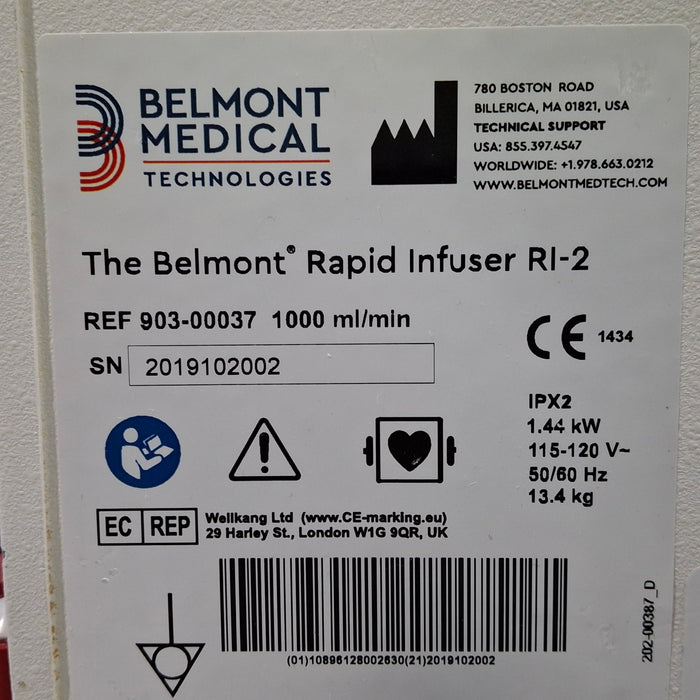 BELMONT
MEDICAL
TECHNOLOGIES
780 BOSTON ROAD
BILLERICA, MA 01821, USA
TECHNICAL SUPPORT
USA: 855.397.4547
WORLDWIDE: +1.978.663.0212
WWW.BELMONTMEDTECH.COM
The Belmont® Rapid Infuser RI-2
REF 903-00037 1000 ml/min
SN 2019102002
CE 1434
IPX2
1.44 kW
115-120 V~
50/60 Hz
13.4 kg
EC REP
Wellkang Ltd (www.CE-marking.eu)
29 Harley St., London W1G 9QR, UK
(01)10896128002630(21)2019102002
202-00387_D